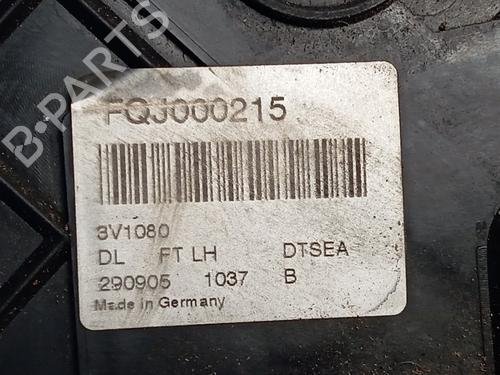 FQJ000215
3V1080
DL FT LH DTSEA
290905 1037 B
Made in Germany
B-PARTS